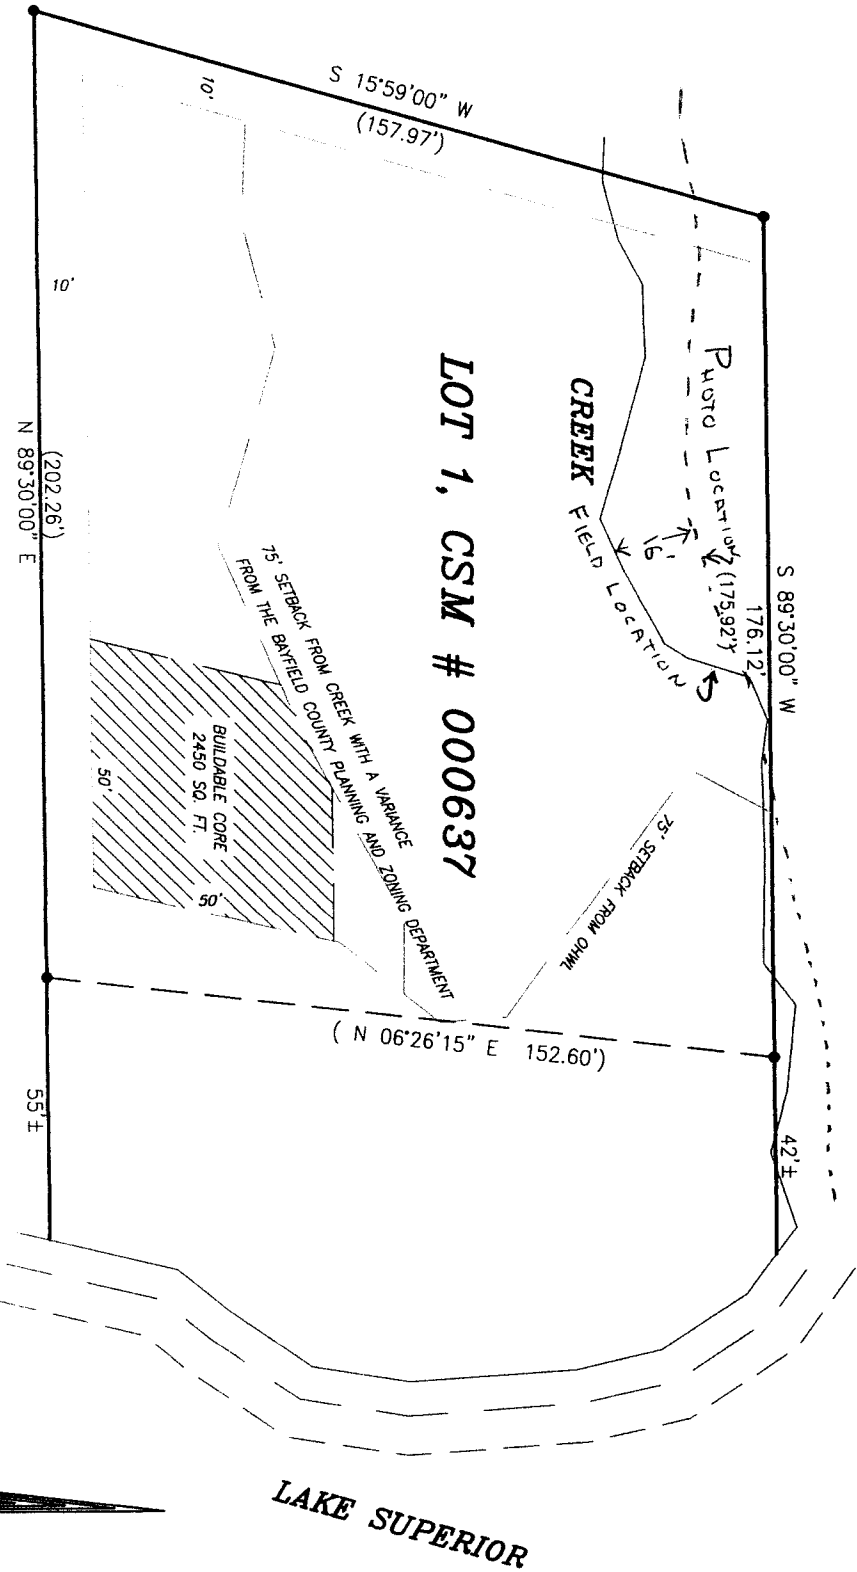 S 15°59'00" W
(157.97')
10'
10'
(202.26')
N 89°30'00" E
LOT 1, CSM # 000637
CREEK
FIELD LOCATION
PHOTO LOCATION
16'
(175.92')
176.12'
S 89°30'00" W
75' SETBACK FROM CREEK WITH A VARIANCE
FROM THE BAYFIELD COUNTY PLANNING AND ZONING DEPARTMENT
BUILDABLE CORE
2450 SQ. FT.
50'
50'
75' SETBACK FROM OHWL
( N 06°26'15" E 152.60')
55'±
42'±
LAKE SUPERIOR